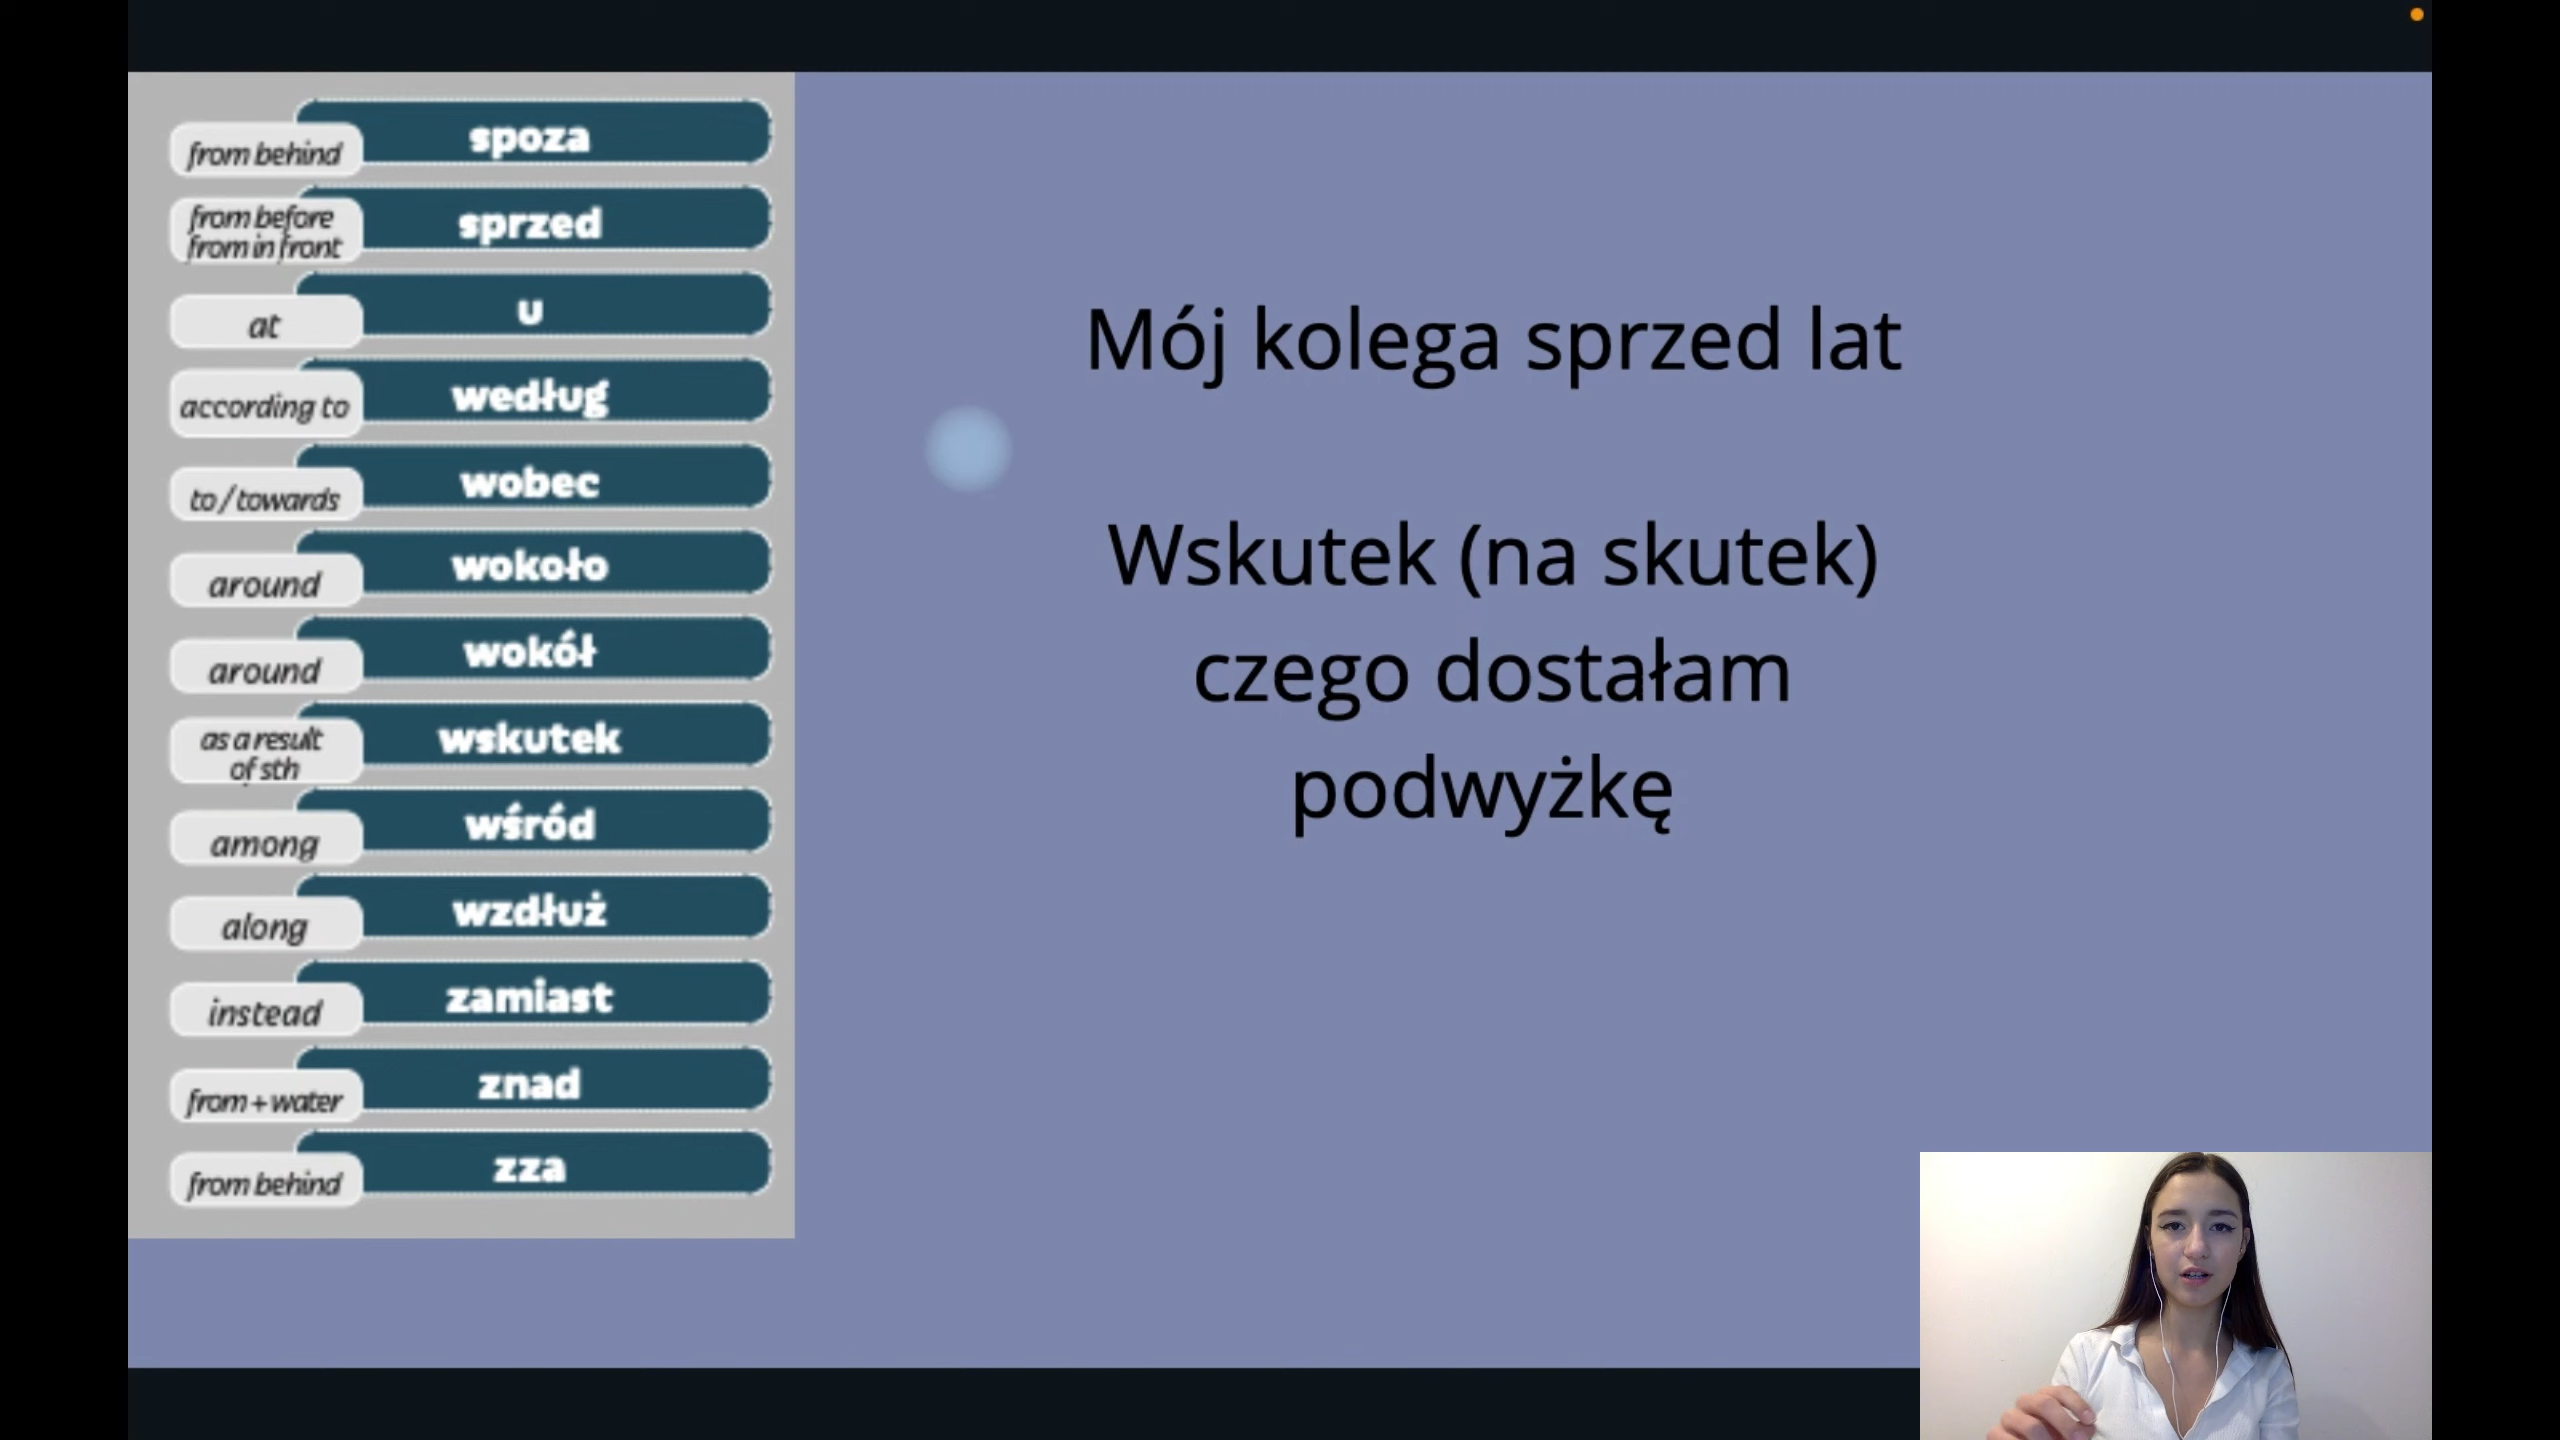 from behind
spoza
from before
from in front
sprzed
at
u
according to
według
to / towards
wobec
around
wokoło
around
wokół
as a result
of sth
wskutek
among
wśród
along
wzdłuż
instead
zamiast
from + water
znad
from behind
zza
Mój kolega sprzed lat
Wskutek (na skutek)
czego dostałam
podwyżkę